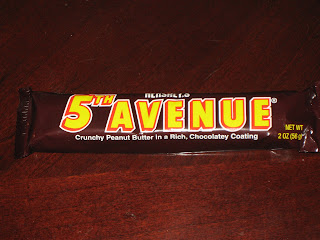 HERSHEY'S
5TH AVENUE®
Crunchy Peanut Butter in a Rich, Chocolatey Coating
NET WT
2 OZ (56 g)